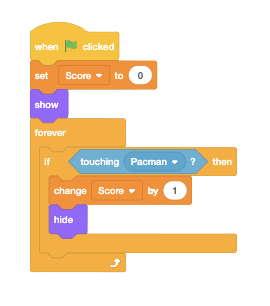 when clicked
set Score to 0
show
forever
if touching Pacman ? then
change Score by 1
hide